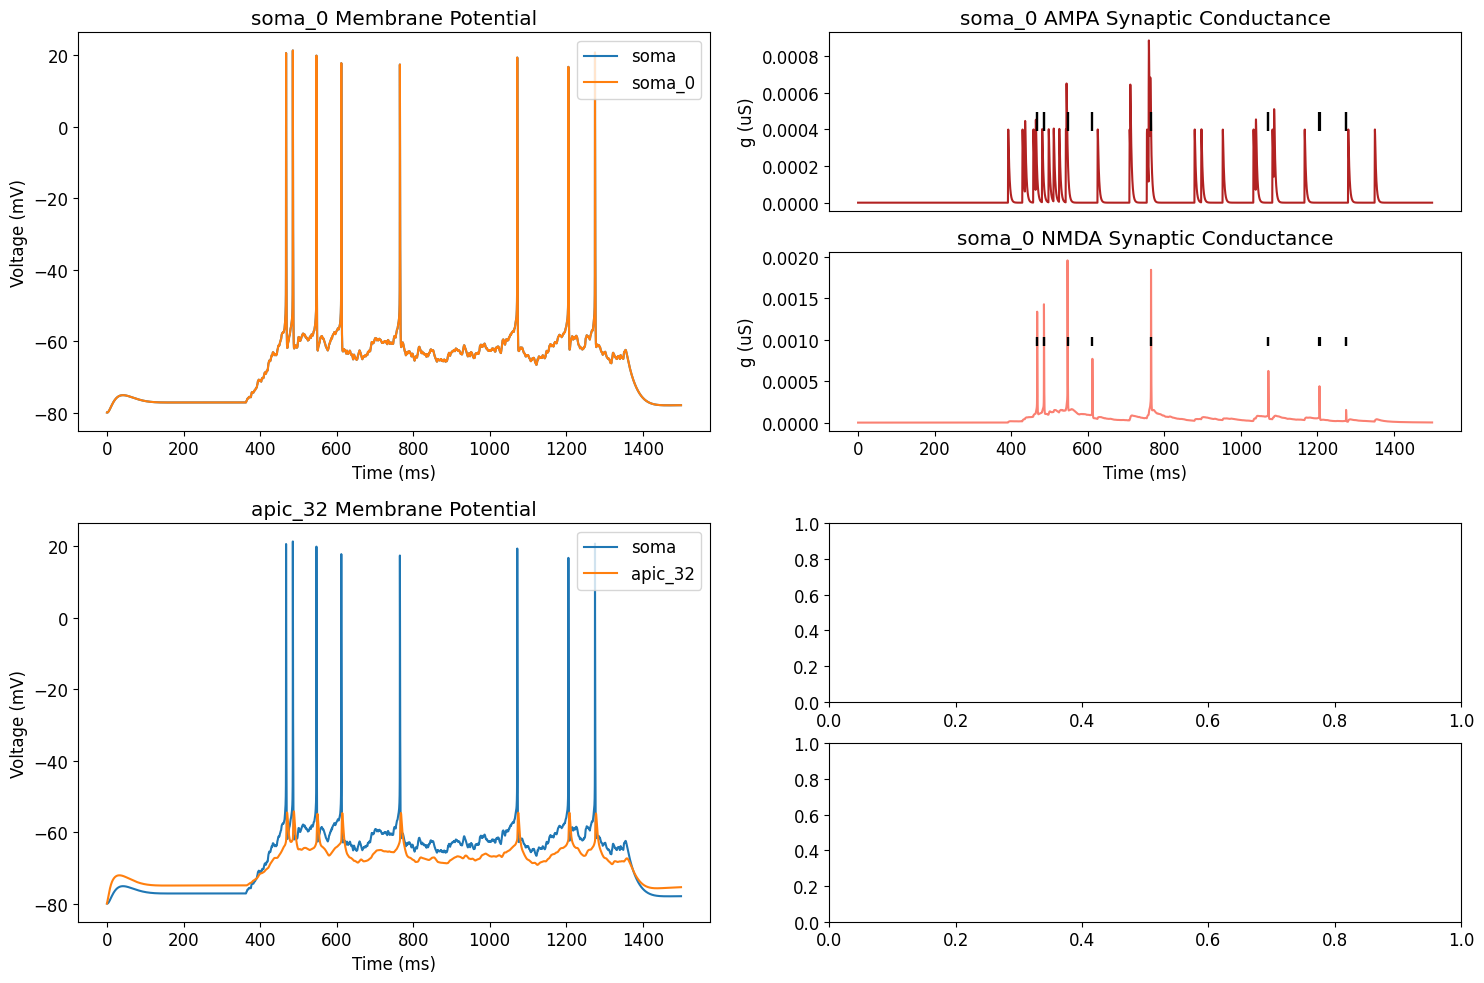 soma_0 Membrane Potential
20
0
−20
−40
−60
−80
Voltage (mV)
soma
soma_0
0 200 400 600 800 1000 1200 1400
Time (ms)
soma_0 AMPA Synaptic Conductance
0.0008
0.0006
0.0004
0.0002
0.0000
g (uS)
soma_0 NMDA Synaptic Conductance
0.0020
0.0015
0.0010
0.0005
0.0000
g (uS)
0 200 400 600 800 1000 1200 1400
Time (ms)
apic_32 Membrane Potential
20
0
−20
−40
−60
−80
Voltage (mV)
soma
apic_32
0 200 400 600 800 1000 1200 1400
Time (ms)
1.0
0.8
0.6
0.4
0.2
0.0
0.0 0.2 0.4 0.6 0.8 1.0
1.0
0.8
0.6
0.4
0.2
0.0
0.0 0.2 0.4 0.6 0.8 1.0